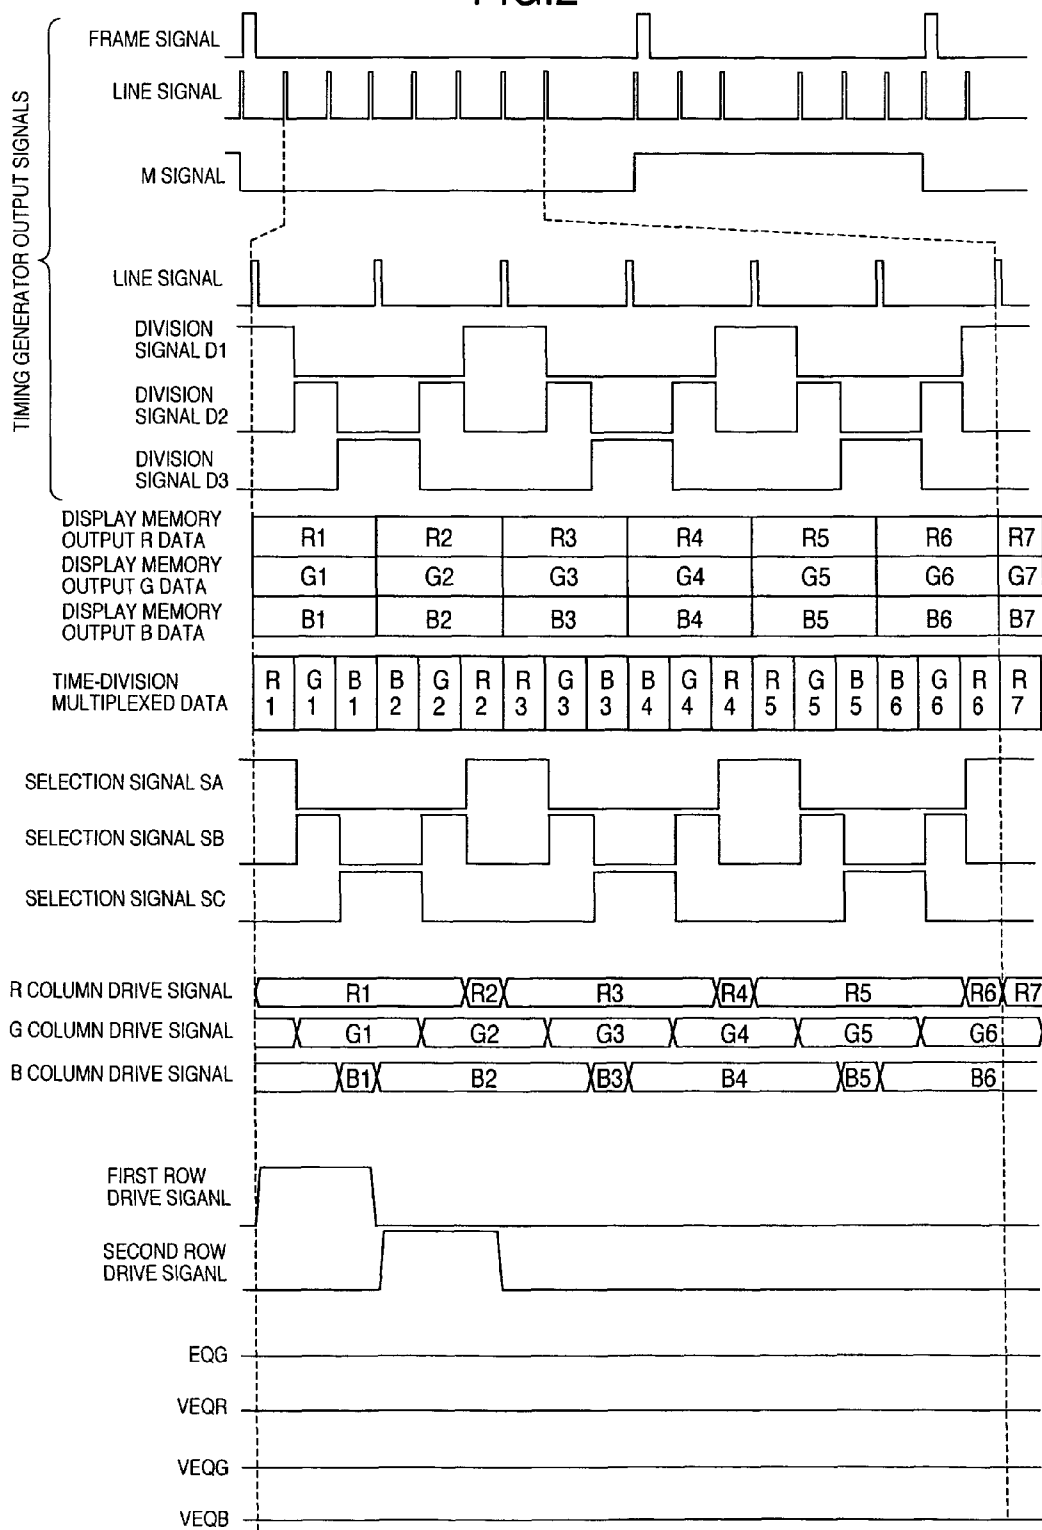 FIG.2
TIMING GENERATOR OUTPUT SIGNALS
FRAME SIGNAL
LINE SIGNAL
M SIGNAL
LINE SIGNAL
DIVISION
SIGNAL D1
DIVISION
SIGNAL D2
DIVISION
SIGNAL D3
DISPLAY MEMORY
OUTPUT R DATA
R1 R2 R3 R4 R5 R6 R7
DISPLAY MEMORY
OUTPUT G DATA
G1 G2 G3 G4 G5 G6 G7
DISPLAY MEMORY
OUTPUT B DATA
B1 B2 B3 B4 B5 B6 B7
TIME-DIVISION
MULTIPLEXED DATA
R G B B G R R G B B G R R G B B G R R
1 1 1 2 2 2 3 3 3 4 4 4 5 5 5 6 6 6 7
SELECTION SIGNAL SA
SELECTION SIGNAL SB
SELECTION SIGNAL SC
R COLUMN DRIVE SIGNAL R1 R2 R3 R4 R5 R6 R7
G COLUMN DRIVE SIGNAL G1 G2 G3 G4 G5 G6
B COLUMN DRIVE SIGNAL B1 B2 B3 B4 B5 B6
FIRST ROW
DRIVE SIGANL
SECOND ROW
DRIVE SIGANL
EQG
VEQR
VEQG
VEQB